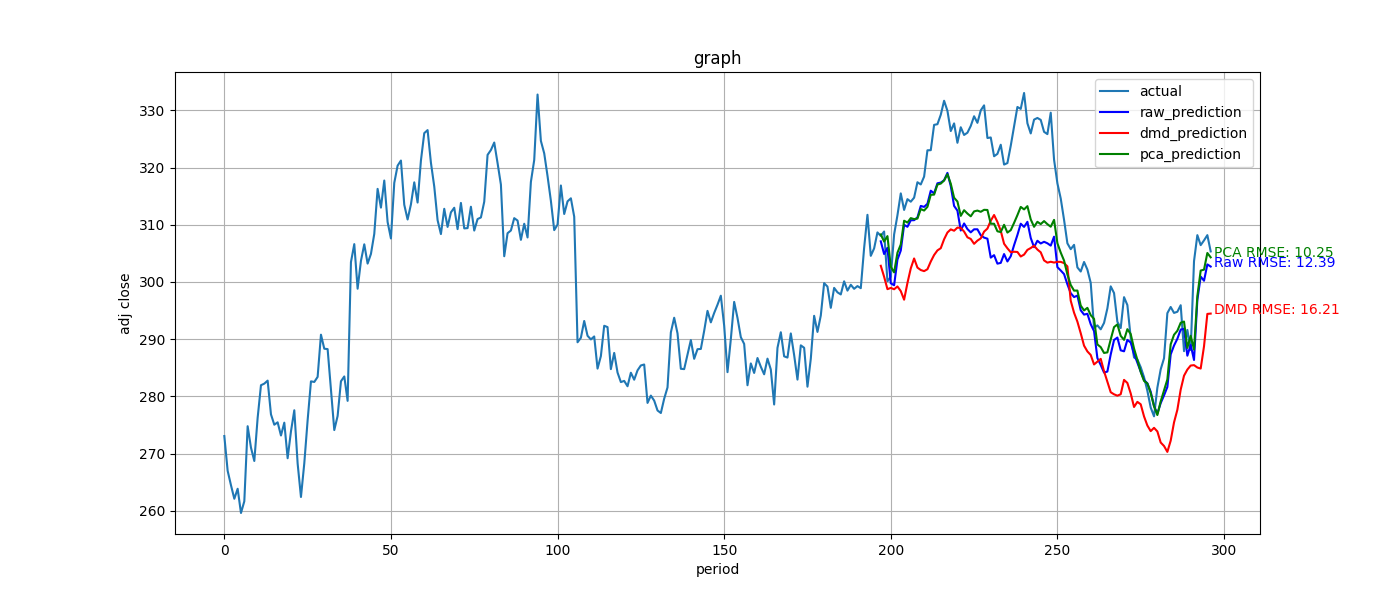 graph
adj close
330
320
310
300
290
280
270
260
actual
raw_prediction
dmd_prediction
pca_prediction
PCA RMSE: 10.25
Raw RMSE: 12.39
DMD RMSE: 16.21
0
50
100
150
200
250
300
period